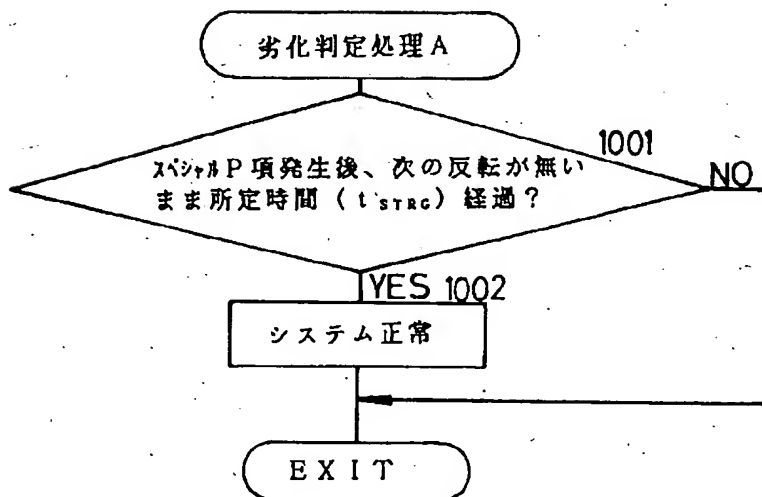 劣化判定処理A
1001
スペシャルP項発生後、次の反転が無い
まま所定時間(tSTRG)経過?
NO
YES 1002
システム正常
EXIT